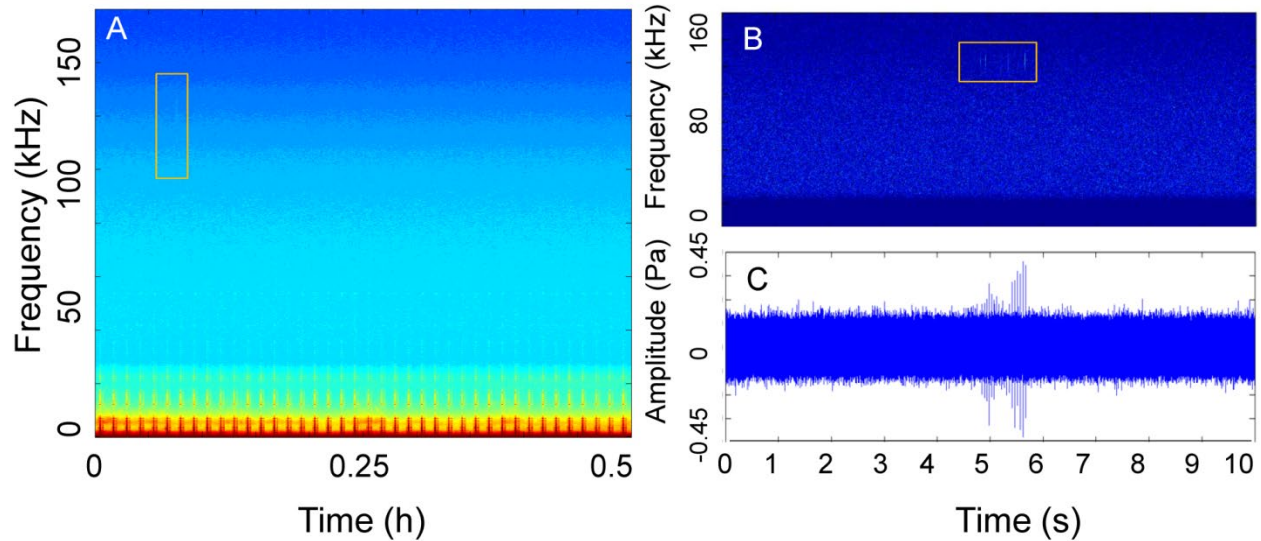 A
Frequency (kHz)
150
100
50
0
0
0.25
0.5
Time (h)
B
Frequency (kHz)
160
80
0
C
Amplitude (Pa)
0.45
0
-0.45
0 1 2 3 4 5 6 7 8 9 10
Time (s)